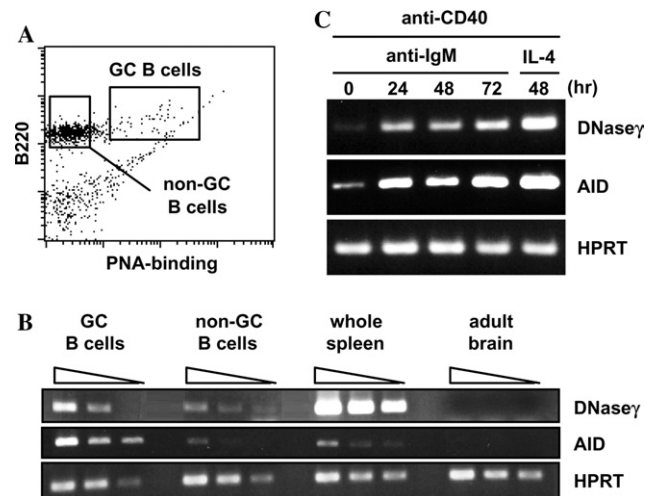 A
B220
GC B cells
non-GC
B cells
PNA-binding
C
anti-CD40
anti-IgM IL-4
0 24 48 72 48 (hr)
DNaseγ
AID
HPRT
B
GC
B cells
non-GC
B cells
whole
spleen
adult
brain
DNaseγ
AID
HPRT